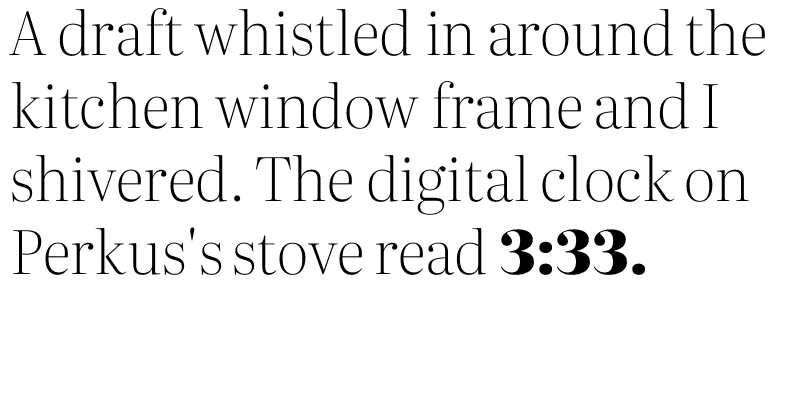 A draft whistled in around the
kitchen window frame and I
shivered. The digital clock on
Perkus's stove read 3:33.